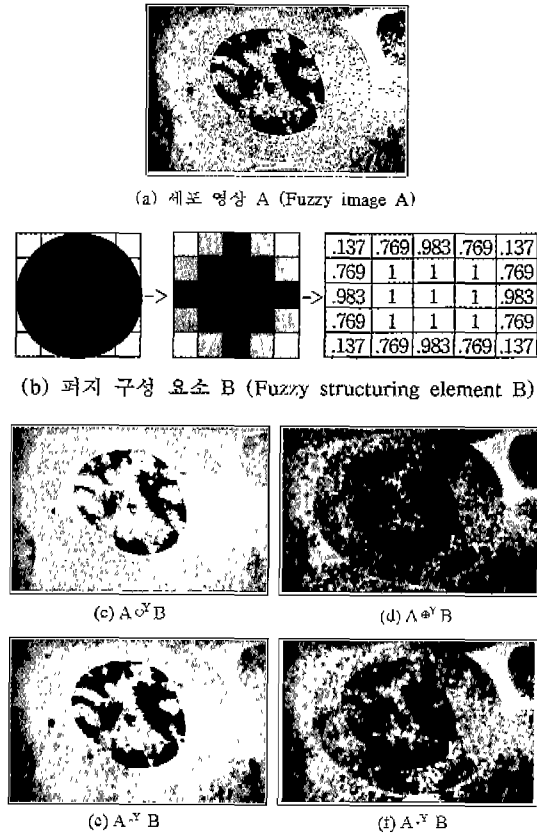 (a) 세포 영상 A (Fuzzy image A)
.137 .769 .983 .769 .137
.769 1 1 1 .769
.983 1 1 1 .983
.769 1 1 1 .769
.137 .769 .983 .769 .137
(b) 퍼지 구성 요소 B (Fuzzy structuring element B)
(c) A B
(d) A ⊕ᵞ B
(e) A B
(f) A B